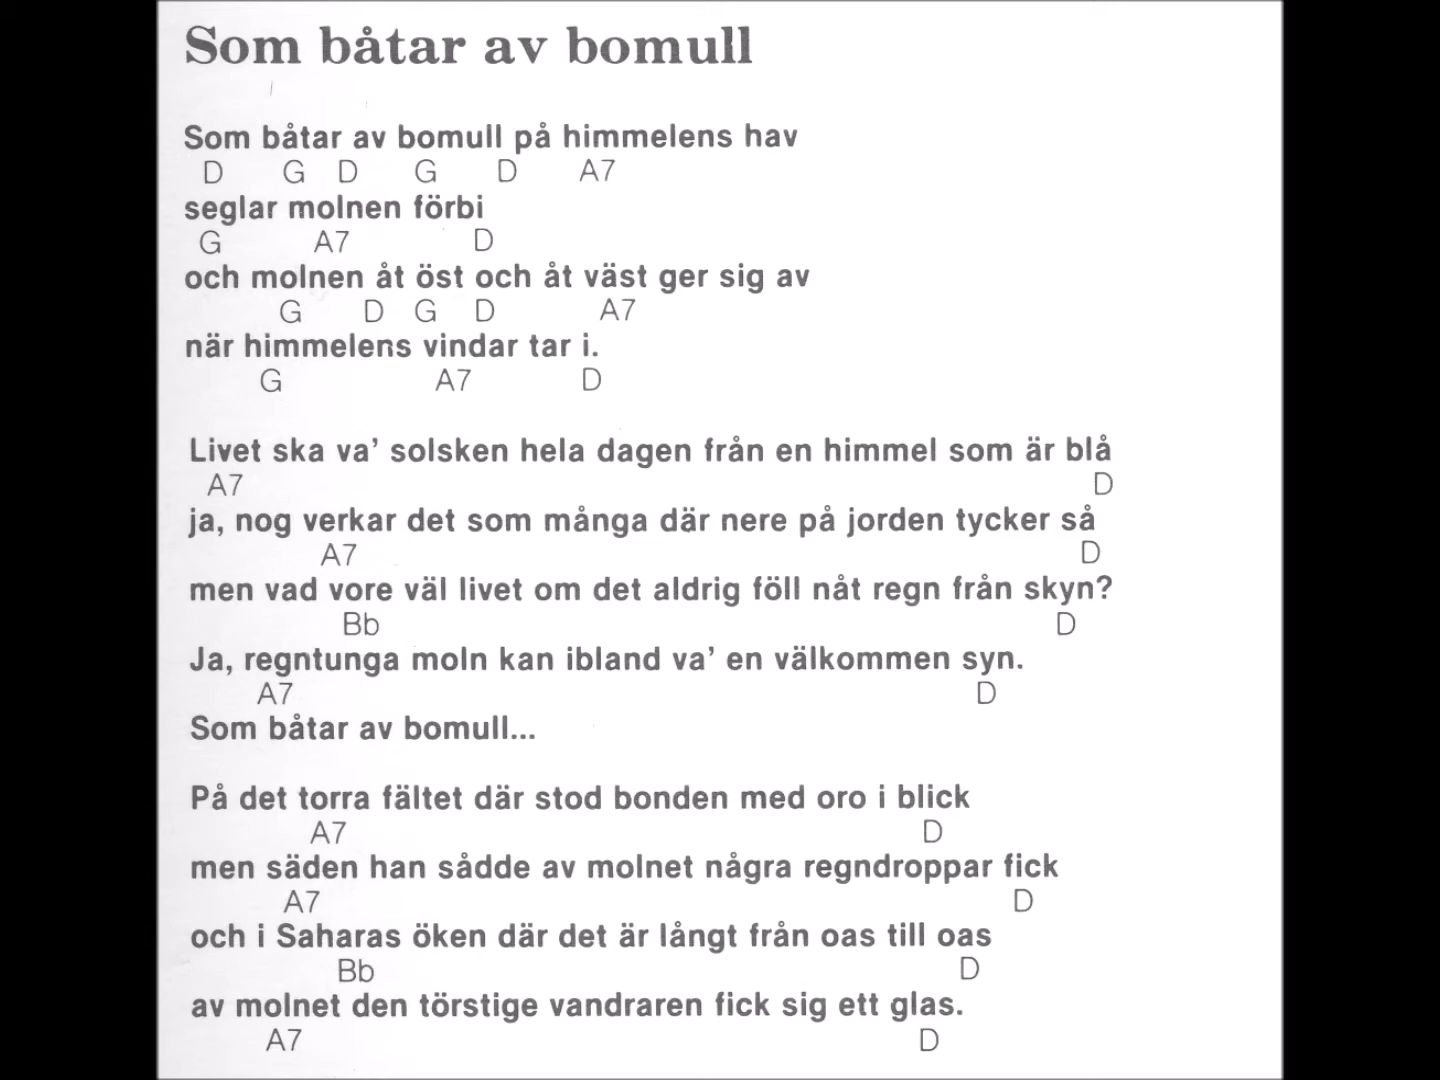 Som båtar av bomull
Som båtar av bomull på himmelens hav
D G D G D A7
seglar molnen förbi
G A7 D
och molnen åt öst och åt väst ger sig av
G D G D A7
när himmelens vindar tar i.
G A7 D
Livet ska va' solsken hela dagen från en himmel som är blå
A7 D
ja, nog verkar det som många där nere på jorden tycker så
A7 D
men vad vore väl livet om det aldrig föll nåt regn från skyn?
Bb D
Ja, regntunga moln kan ibland va' en välkommen syn.
A7 D
Som båtar av bomull...
På det torra fältet där stod bonden med oro i blick
A7 D
men säden han sådde av molnet några regndroppar fick
A7 D
och i Saharas öken där det är långt från oas till oas
Bb D
av molnet den törstige vandraren fick sig ett glas.
A7 D